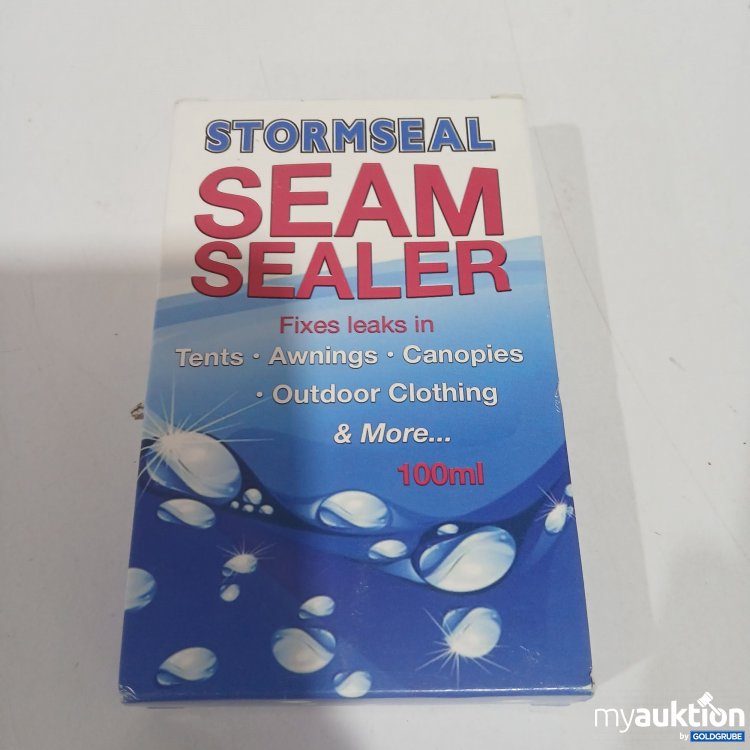 STORMSEAL
SEAM
SEALER
Fixes leaks in
Tents • Awnings • Canopies
• Outdoor Clothing
& More...
100ml
myauktion
by GOLDGRUBE